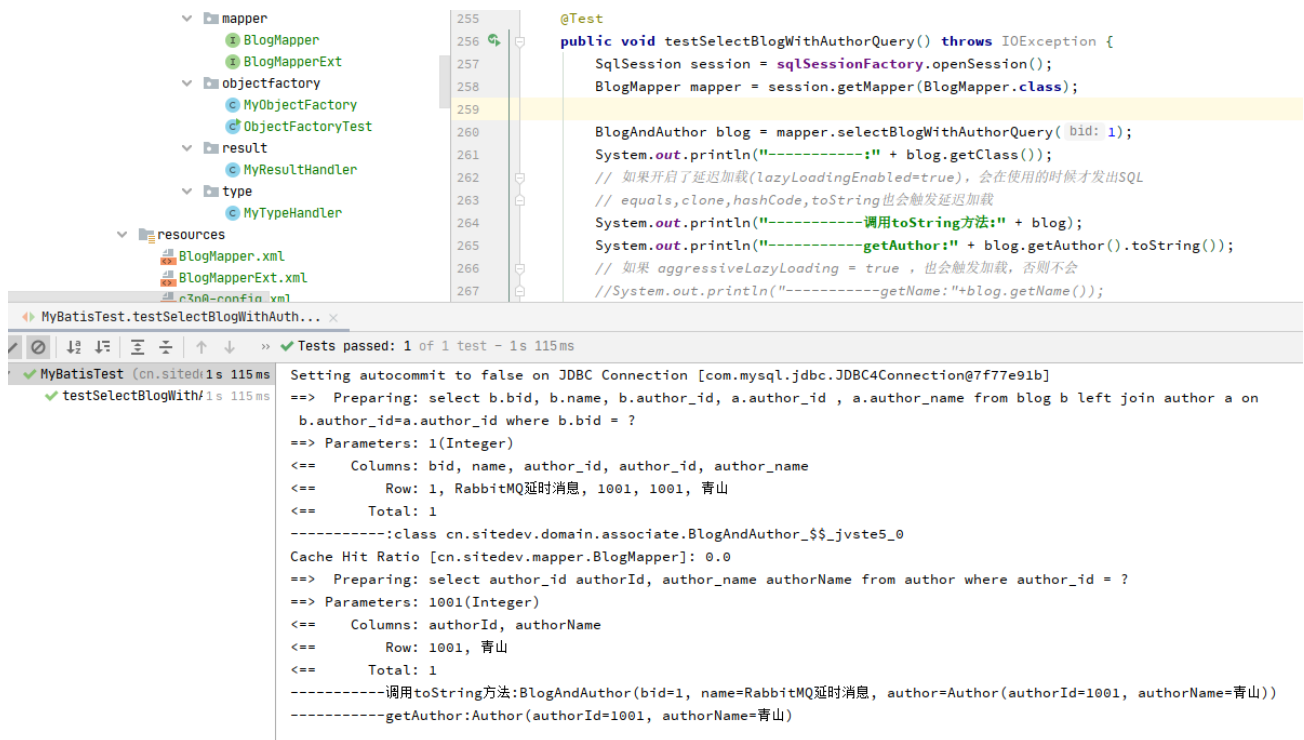 mapper
BlogMapper
BlogMapperExt
objectfactory
MyObjectFactory
ObjectFactoryTest
result
MyResultHandler
type
MyTypeHandler
resources
BlogMapper.xml
BlogMapperExt.xml
c3p0-config.xml
255 @Test
256 public void testSelectBlogWithAuthorQuery() throws IOException {
257 SqlSession session = sqlSessionFactory.openSession();
258 BlogMapper mapper = session.getMapper(BlogMapper.class);
259
260 BlogAndAuthor blog = mapper.selectBlogWithAuthorQuery( bid: 1);
261 System.out.println("-----------:" + blog.getClass());
262 // 如果开启了延迟加载(lazyLoadingEnabled=true)，会在使用的时候才发出SQL
263 // equals,clone,hashCode,toString也会触发延迟加载
264 System.out.println("-----------调用toString方法:" + blog);
265 System.out.println("-----------getAuthor:" + blog.getAuthor().toString());
266 // 如果 aggressiveLazyLoading = true ，也会触发加载，否则不会
267 //System.out.println("-----------getName:"+blog.getName());
MyBatisTest.testSelectBlogWithAuth...
Tests passed: 1 of 1 test – 1s 115ms
MyBatisTest (cn.sited 1s 115ms
testSelectBlogWithA 1s 115ms
Setting autocommit to false on JDBC Connection [com.mysql.jdbc.JDBC4Connection@7f77e91b]
==>  Preparing: select b.bid, b.name, b.author_id, a.author_id , a.author_name from blog b left join author a on
b.author_id=a.author_id where b.bid = ?
==> Parameters: 1(Integer)
<==    Columns: bid, name, author_id, author_id, author_name
<==        Row: 1, RabbitMQ延时消息, 1001, 1001, 青山
<==      Total: 1
-----------:class cn.sitedev.domain.associate.BlogAndAuthor_$$_jvste5_0
Cache Hit Ratio [cn.sitedev.mapper.BlogMapper]: 0.0
==>  Preparing: select author_id authorId, author_name authorName from author where author_id = ?
==> Parameters: 1001(Integer)
<==    Columns: authorId, authorName
<==        Row: 1001, 青山
<==      Total: 1
-----------调用toString方法:BlogAndAuthor(bid=1, name=RabbitMQ延时消息, author=Author(authorId=1001, authorName=青山))
-----------getAuthor:Author(authorId=1001, authorName=青山)